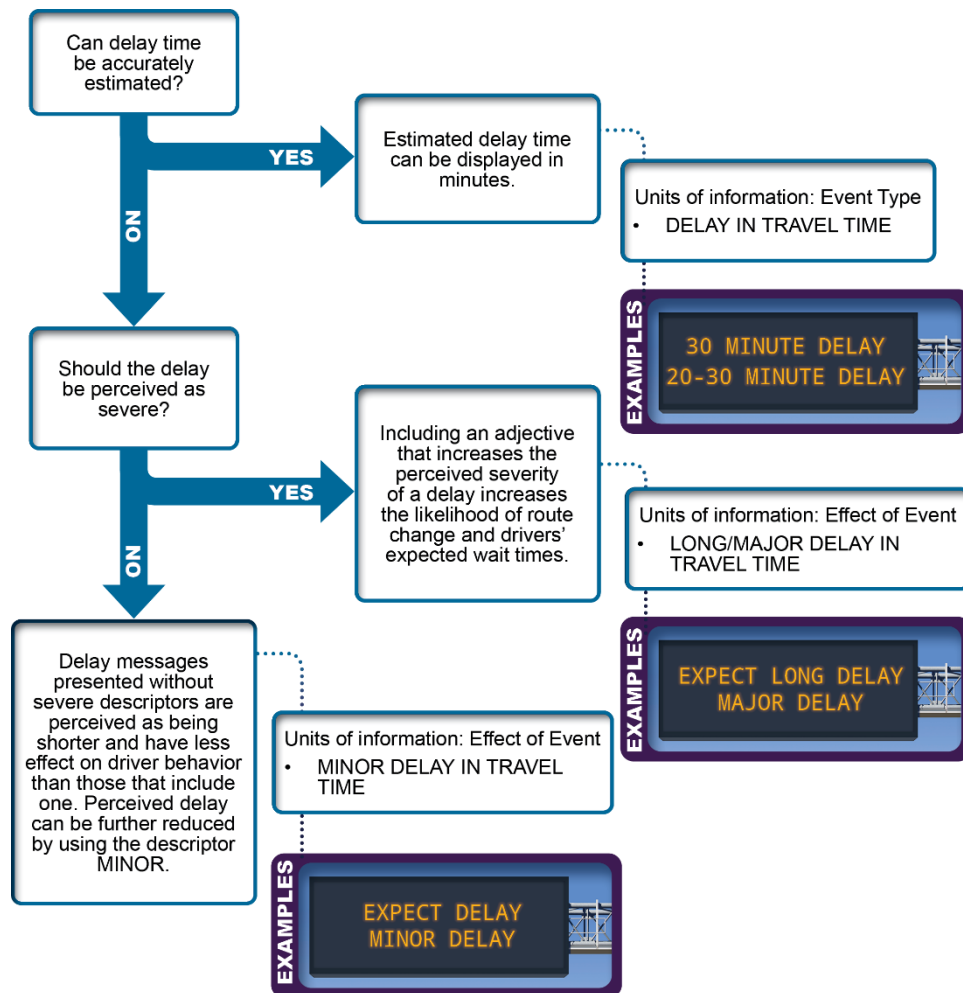 Can delay time
be accurately
estimated?
YES
Estimated delay time
can be displayed in
minutes.
Units of information: Event Type
• DELAY IN TRAVEL TIME
NO
EXAMPLES
30 MINUTE DELAY
20-30 MINUTE DELAY
Should the delay
be perceived as
severe?
YES
Including an adjective
that increases the
perceived severity
of a delay increases
the likelihood of route
change and drivers'
expected wait times.
Units of information: Effect of Event
• LONG/MAJOR DELAY IN
TRAVEL TIME
NO
EXAMPLES
EXPECT LONG DELAY
MAJOR DELAY
Delay messages
presented without
severe descriptors are
perceived as being
shorter and have less
effect on driver behavior
than those that include
one. Perceived delay
can be further reduced
by using the descriptor
MINOR.
Units of information: Effect of Event
• MINOR DELAY IN TRAVEL
TIME
EXAMPLES
EXPECT DELAY
MINOR DELAY